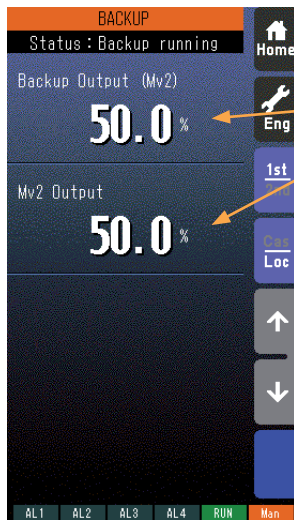 BACKUP
Status：Backup running
Home
Backup Output (Mv2)
50.0 %
Eng
1st
2nd
Mv2 Output
50.0 %
Cas
Loc
AL1 AL2 AL3 AL4 RUN Man